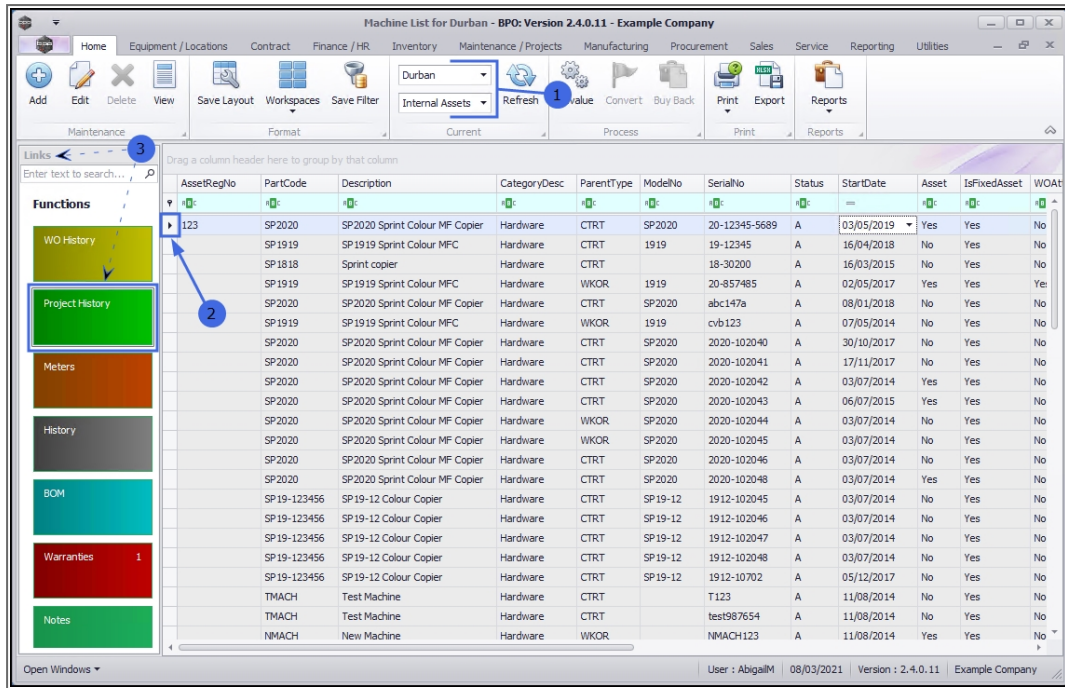 Machine List for Durban - BPO: Version 2.4.0.11 - Example Company
Home Equipment / Locations Contract Finance / HR Inventory Maintenance / Projects Manufacturing Procurement Sales Service Reporting Utilities
Add Edit Delete View Save Layout Workspaces Save Filter Durban Internal Assets Refresh 1 Convert Buy Back Print Export Reports
Maintenance Format Current Process Print Reports
Links 3
Enter text to search...
Drag a column header here to group by that column
Functions
WO History
Project History
Meters
History
BOM
Warranties 1
Notes
2
AssetRegNo PartCode Description CategoryDesc ParentType ModelNo SerialNo Status StartDate Asset IsFixedAsset
123 SP2020 SP2020 Sprint Colour MF Copier Hardware CTRT SP2020 20-12345-5689 A 03/05/2019 Yes Yes No
SP1919 SP1919 Sprint Colour MFC Hardware CTRT 1919 19-12345 A 16/04/2018 No Yes No
SP1818 Sprint copier Hardware CTRT 18-30200 A 16/03/2015 No Yes No
SP1919 SP1919 Sprint Colour MFC Hardware WKOR 1919 20-857485 A 02/05/2017 Yes Yes Yes
SP2020 SP2020 Sprint Colour MF Copier Hardware CTRT SP2020 abc147a A 08/01/2018 No Yes No
SP1919 SP1919 Sprint Colour MFC Hardware WKOR 1919 cvb123 A 07/05/2014 No Yes No
SP2020 SP2020 Sprint Colour MF Copier Hardware CTRT SP2020 2020-102040 A 30/10/2017 No Yes No
SP2020 SP2020 Sprint Colour MF Copier Hardware CTRT SP2020 2020-102041 A 17/11/2017 No Yes No
SP2020 SP2020 Sprint Colour MF Copier Hardware CTRT SP2020 2020-102042 A 03/07/2014 Yes Yes No
SP2020 SP2020 Sprint Colour MF Copier Hardware CTRT SP2020 2020-102043 A 06/07/2015 Yes Yes No
SP2020 SP2020 Sprint Colour MF Copier Hardware WKOR SP2020 2020-102044 A 03/07/2014 No Yes No
SP2020 SP2020 Sprint Colour MF Copier Hardware WKOR SP2020 2020-102045 A 03/07/2014 No Yes No
SP2020 SP2020 Sprint Colour MF Copier Hardware CTRT SP2020 2020-102046 A 03/07/2014 No Yes No
SP2020 SP2020 Sprint Colour MF Copier Hardware CTRT SP2020 2020-102048 A 03/07/2014 Yes Yes No
SP19-123456 SP19-12 Colour Copier Hardware CTRT SP19-12 1912-102045 A 03/07/2014 No Yes No
SP19-123456 SP19-12 Colour Copier Hardware CTRT SP19-12 1912-102046 A 03/07/2014 No Yes No
SP19-123456 SP19-12 Colour Copier Hardware CTRT SP19-12 1912-102047 A 03/07/2014 No Yes No
SP19-123456 SP19-12 Colour Copier Hardware CTRT SP19-12 1912-102048 A 03/07/2014 No Yes No
SP19-123456 SP19-12 Colour Copier Hardware CTRT SP19-12 1912-10702 A 05/12/2017 No Yes No
TMACH Test Machine Hardware CTRT T123 A 11/08/2014 No Yes No
TMACH Test Machine Hardware CTRT test987654 A 11/08/2014 No Yes No
NMACH New Machine Hardware WKOR NMACH123 A 11/08/2014 Yes Yes No
Open Windows User : AbigailM 08/03/2021 Version : 2.4.0.11 Example Company